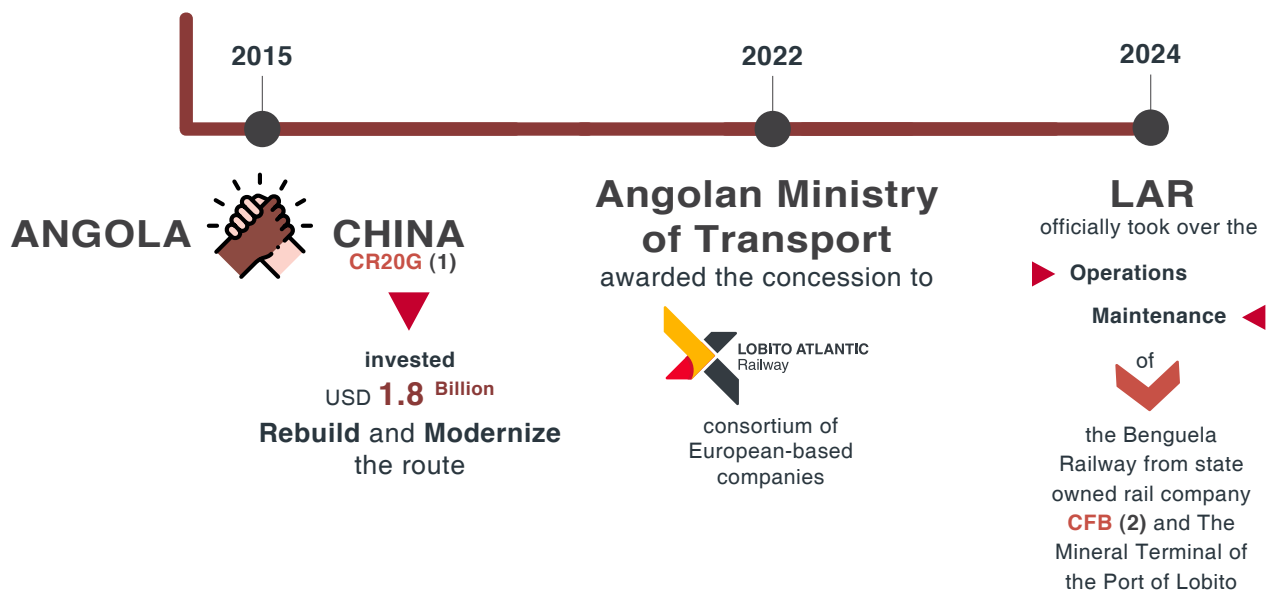 2015
ANGOLA
CHINA
CR20G (1)
invested
USD 1.8 Billion
Rebuild and Modernize
the route
2022
Angolan Ministry
of Transport
awarded the concession to
LOBITO ATLANTIC
Railway
consortium of
European-based
companies
2024
LAR
officially took over the
Operations
Maintenance
of
the Benguela
Railway from state
owned rail company
CFB (2) and The
Mineral Terminal of
the Port of Lobito